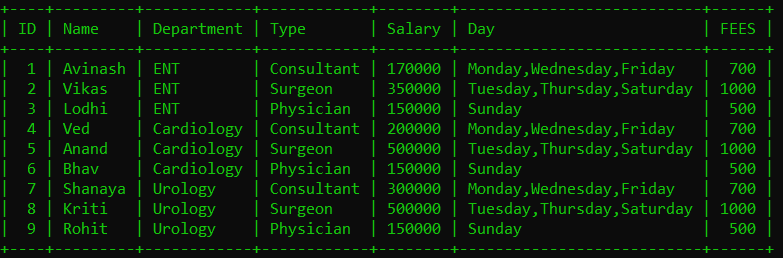 +----+----------+------------+------------+--------+---------------------------+------+
| ID | Name     | Department | Type       | Salary | Day                       | FEES |
+----+----------+------------+------------+--------+---------------------------+------+
|  1 | Avinash  | ENT        | Consultant | 170000 | Monday,Wednesday,Friday   |  700 |
|  2 | Vikas    | ENT        | Surgeon    | 350000 | Tuesday,Thursday,Saturday | 1000 |
|  3 | Lodhi    | ENT        | Physician  | 150000 | Sunday                    |  500 |
|  4 | Ved      | Cardiology | Consultant | 200000 | Monday,Wednesday,Friday   |  700 |
|  5 | Anand    | Cardiology | Surgeon    | 500000 | Tuesday,Thursday,Saturday | 1000 |
|  6 | Bhav     | Cardiology | Physician  | 150000 | Sunday                    |  500 |
|  7 | Shanaya  | Urology    | Consultant | 300000 | Monday,Wednesday,Friday   |  700 |
|  8 | Kriti    | Urology    | Surgeon    | 500000 | Tuesday,Thursday,Saturday | 1000 |
|  9 | Rohit    | Urology    | Physician  | 150000 | Sunday                    |  500 |
+----+----------+------------+------------+--------+---------------------------+------+